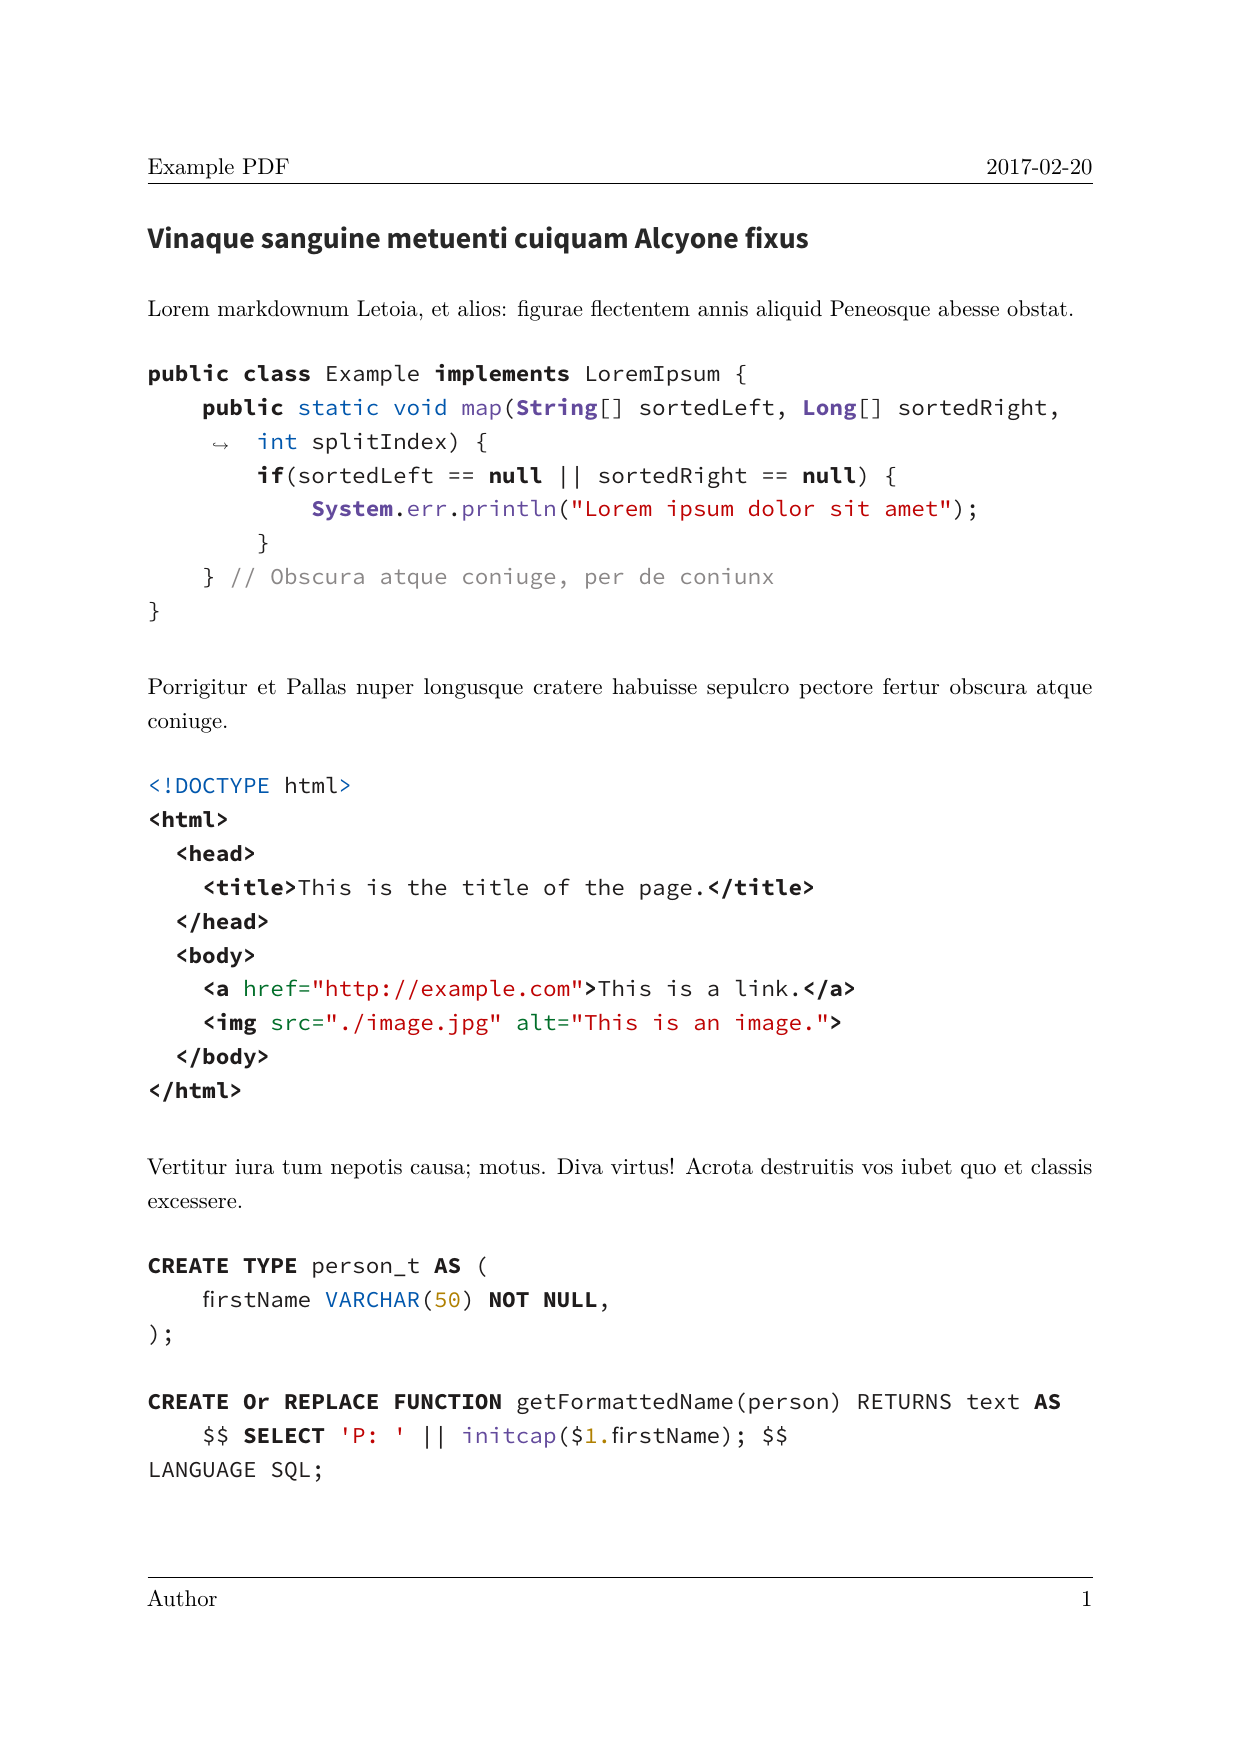 Example PDF 2017-02-20
Vinaque sanguine metuenti cuiquam Alcyone fixus
Lorem markdownum Letoia, et alios: figurae flectentem annis aliquid Peneosque abesse obstat.
public class Example implements LoremIpsum {
    public static void map(String[] sortedLeft, Long[] sortedRight,
    ↪  int splitIndex) {
        if(sortedLeft == null || sortedRight == null) {
            System.err.println("Lorem ipsum dolor sit amet");
        }
    } // Obscura atque coniuge, per de coniunx
}
Porrigitur et Pallas nuper longusque cratere habuisse sepulcro pectore fertur obscura atque
coniuge.
<!DOCTYPE html>
<html>
  <head>
    <title>This is the title of the page.</title>
  </head>
  <body>
    <a href="http://example.com">This is a link.</a>
    <img src="./image.jpg" alt="This is an image.">
  </body>
</html>
Vertitur iura tum nepotis causa; motus. Diva virtus! Acrota destruitis vos iubet quo et classis
excessere.
CREATE TYPE person_t AS (
    firstName VARCHAR(50) NOT NULL,
);
CREATE Or REPLACE FUNCTION getFormattedName(person) RETURNS text AS
    $$ SELECT 'P: ' || initcap($1.firstName); $$
LANGUAGE SQL;
Author 1